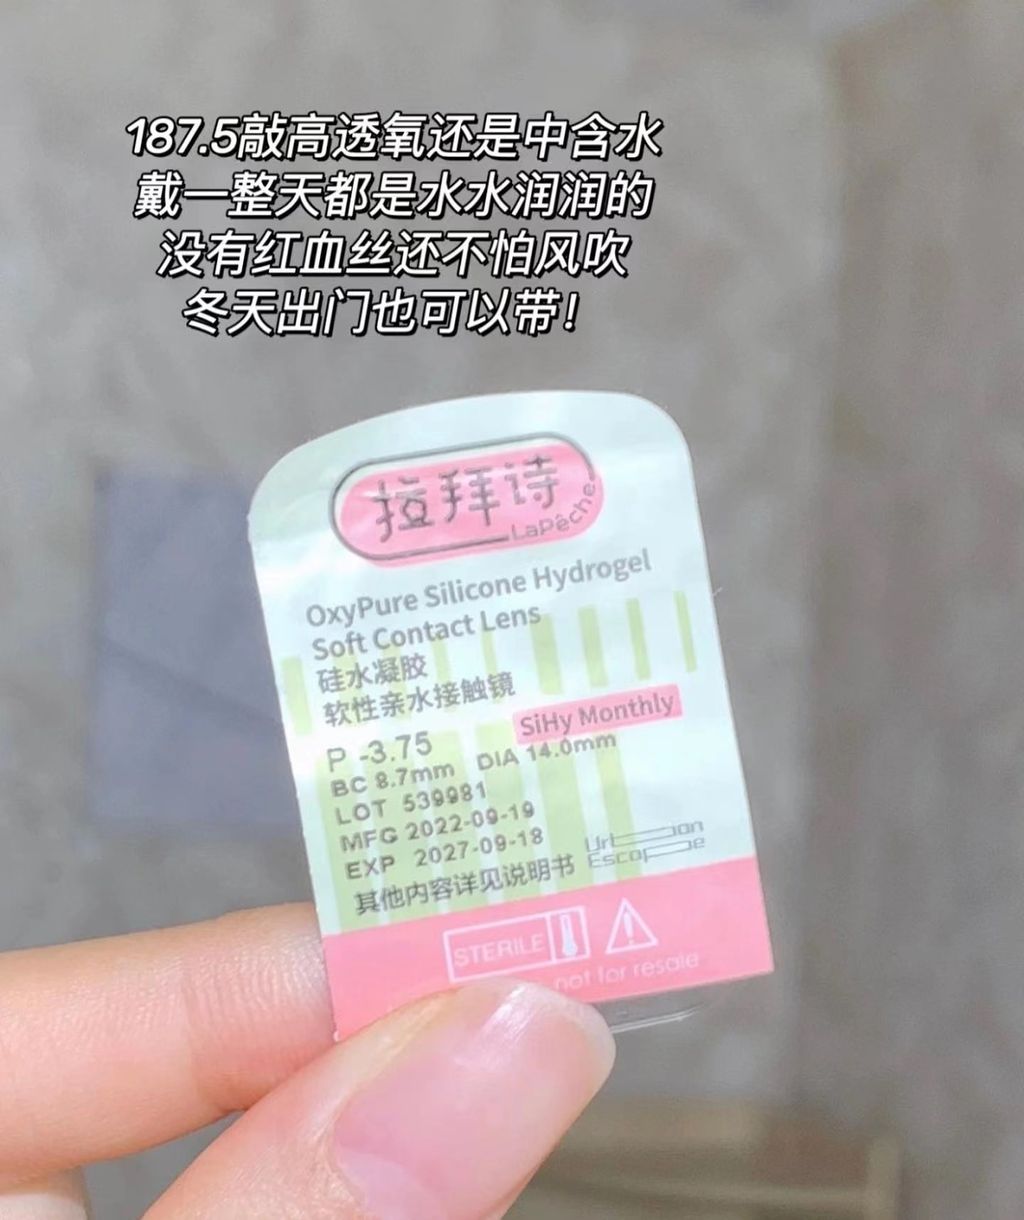 187.5敲高透氧还是中含水
戴一整天都是水水润润的
没有红血丝还不怕风吹
冬天出门也可以带！
拉拜诗
LaPêche
OxyPure Silicone Hydrogel
Soft Contact Lens
硅水凝胶
软性亲水接触镜
SiHy Monthly
P -3.75
BC 8.7mm DIA 14.0mm
LOT 539981
MFG 2022-09-19
EXP 2027-09-18
Urban
Escape
其他内容详见说明书
STERILE
not for resale